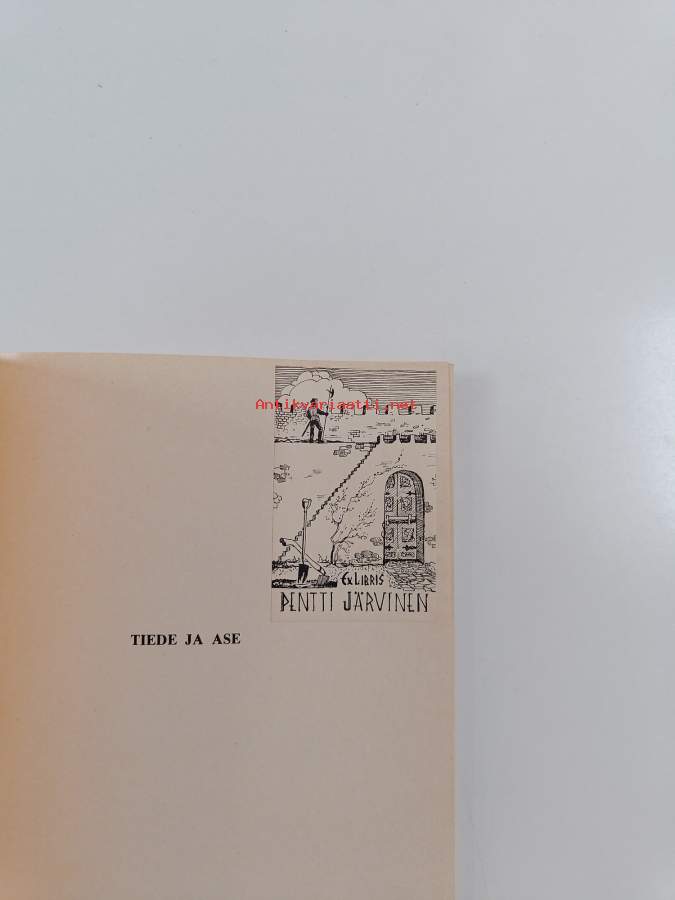 Antikvariaatti.net
EX LIBRIS
PENTTI JÄRVINEN
TIEDE JA ASE